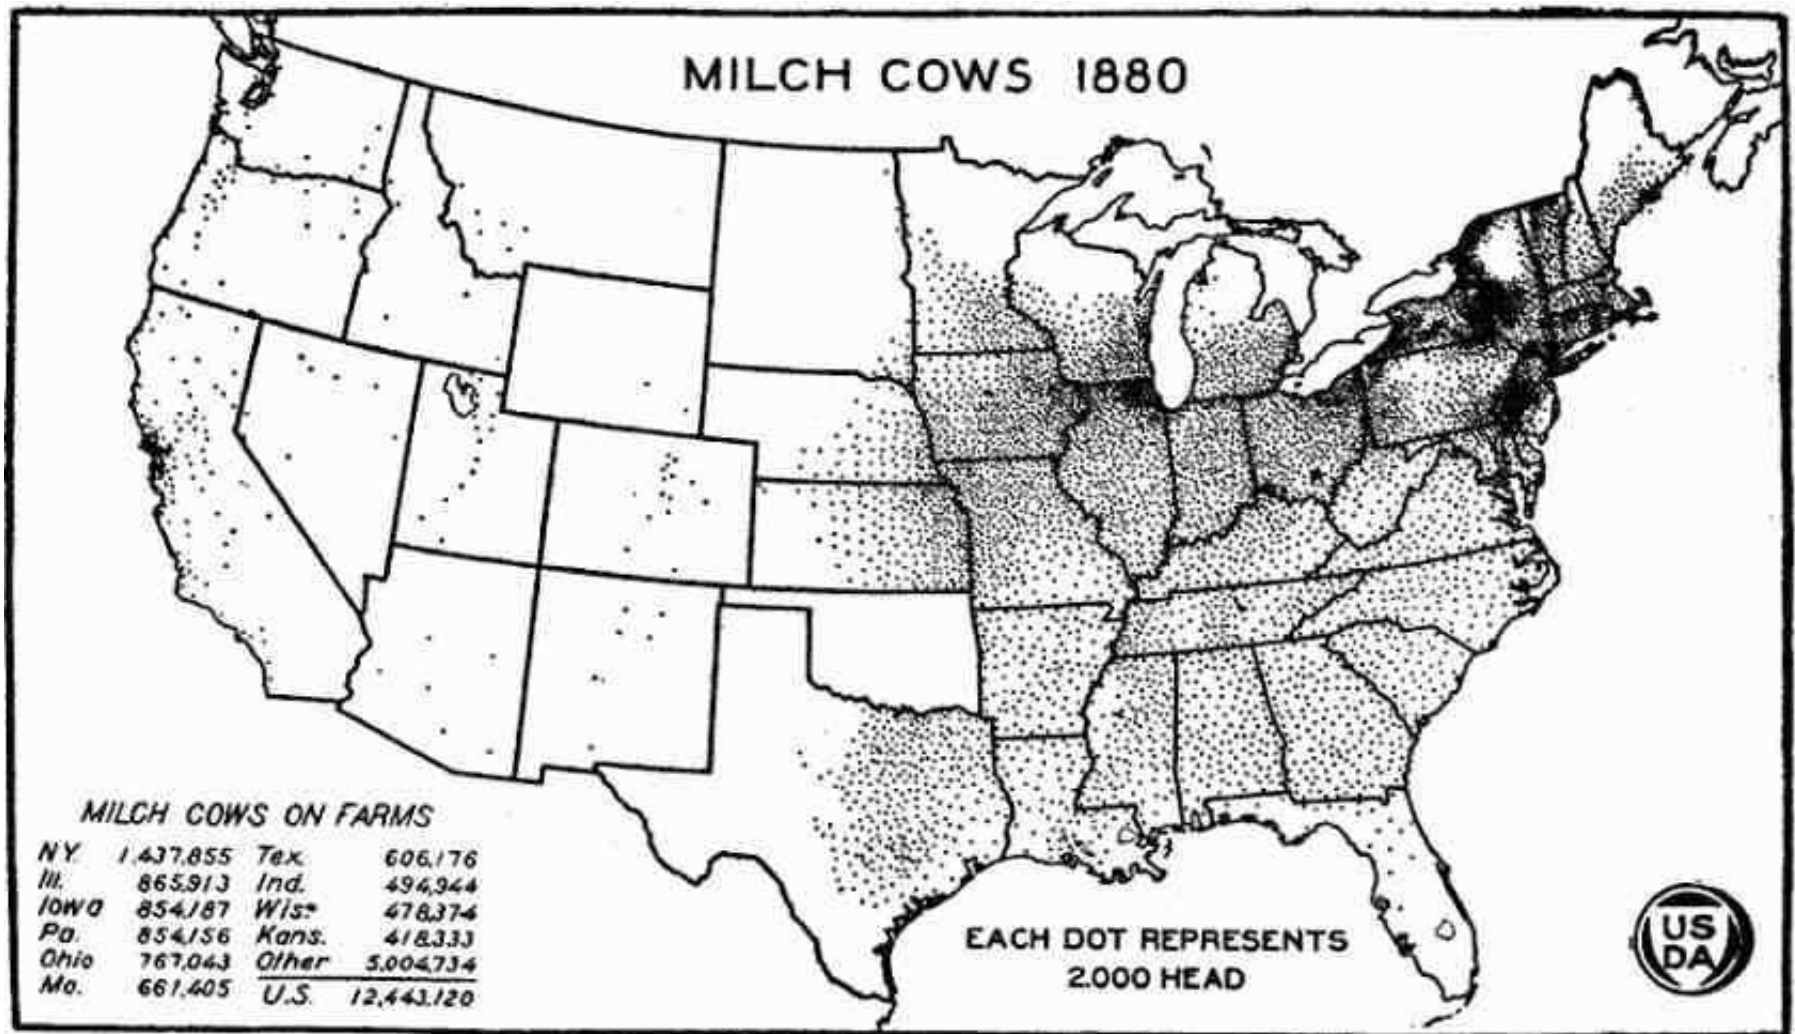 MILCH COWS 1880
MILCH COWS ON FARMS
N.Y. 1,437,855 Tex. 606,176
Ill. 865,913 Ind. 494,944
Iowa 854,187 Wis. 478,374
Pa. 854,156 Kans. 418,333
Ohio 767,043 Other 5,004,734
Mo. 661,405 U.S. 12,443,120
EACH DOT REPRESENTS
2,000 HEAD
US
DA